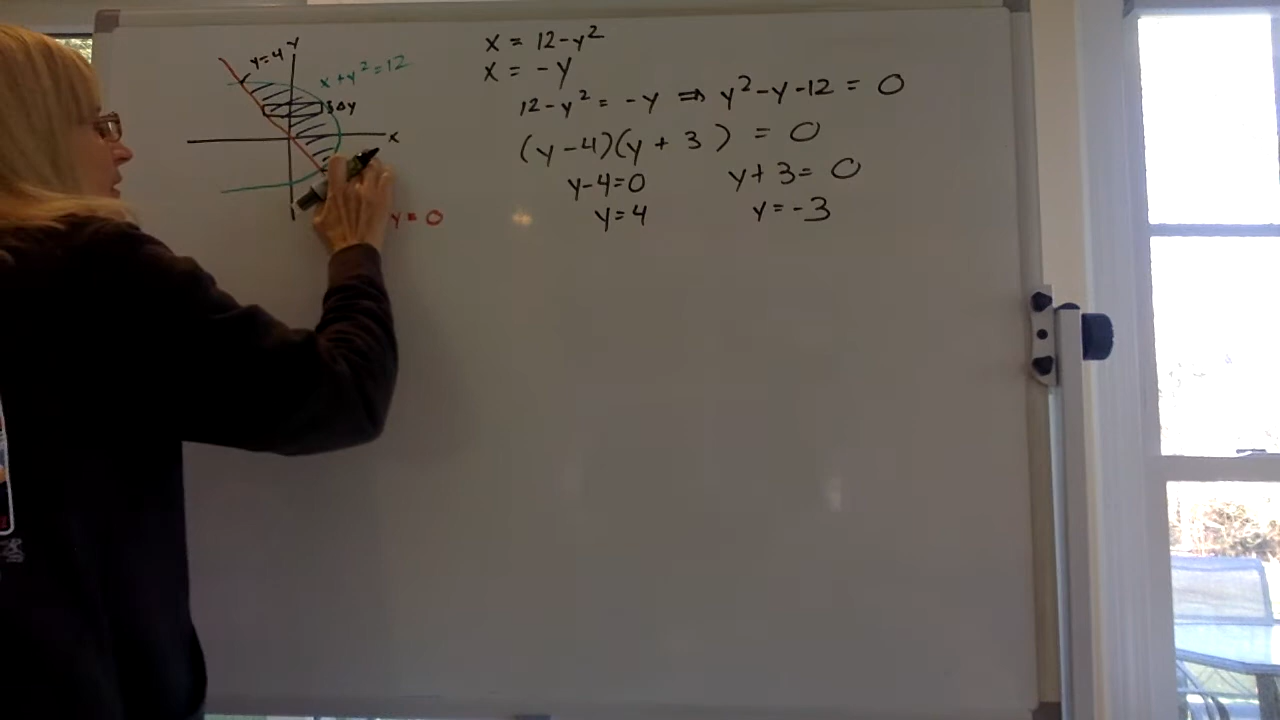 y
y=4
x+y²=12
Δy
x
y = 0
x = 12-y²
x = -y
12-y² = -y ⇒ y²-y-12 = 0
(y-4)(y+3) = 0
y-4=0 y+3=0
y=4 y=-3